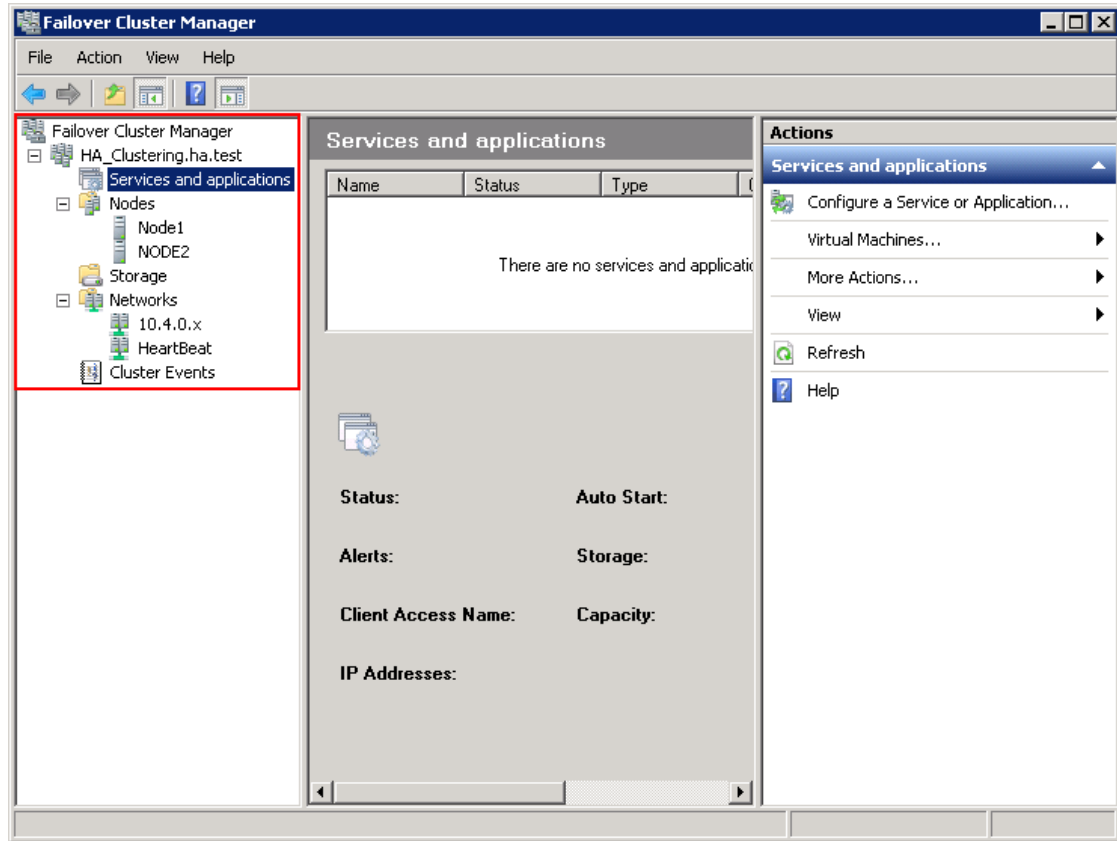 Failover Cluster Manager
File Action View Help
Failover Cluster Manager
HA_Clustering.ha.test
Services and applications
Nodes
Node1
NODE2
Storage
Networks
10.4.0.x
HeartBeat
Cluster Events
Services and applications
Name Status Type
There are no services and applicatio
Status: Auto Start:
Alerts: Storage:
Client Access Name: Capacity:
IP Addresses:
Actions
Services and applications
Configure a Service or Application...
Virtual Machines...
More Actions...
View
Refresh
Help